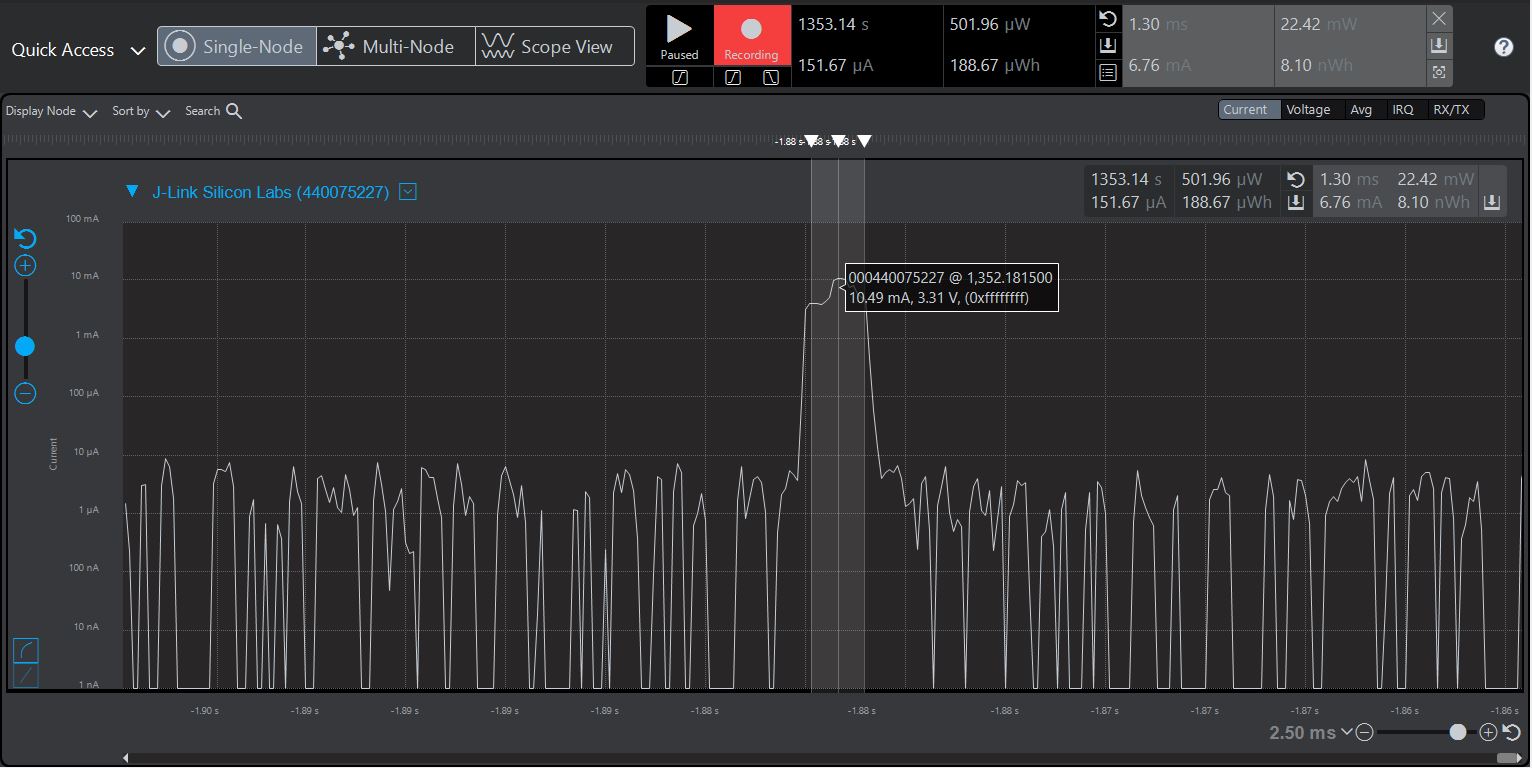 Quick Access
Single-Node
Multi-Node
Scope View
Paused
Recording
1353.14 s
501.96 µW
151.67 µA
188.67 µWh
1.30 ms
22.42 mW
6.76 mA
8.10 nWh
?
Display Node
Sort by
Search
Current
Voltage
Avg
IRQ
RX/TX
-1.88 s
J-Link Silicon Labs (440075227)
1353.14 s
501.96 µW
1.30 ms
22.42 mW
151.67 µA
188.67 µWh
6.76 mA
8.10 nWh
100 mA
10 mA
1 mA
100 µA
10 µA
1 µA
100 nA
10 nA
1 nA
Current
000440075227 @ 1,352.181500
10.49 mA, 3.31 V, (0xffffffff)
-1.90 s
-1.89 s
-1.89 s
-1.89 s
-1.89 s
-1.88 s
-1.88 s
-1.88 s
-1.87 s
-1.87 s
-1.87 s
-1.86 s
-1.86 s
2.50 ms